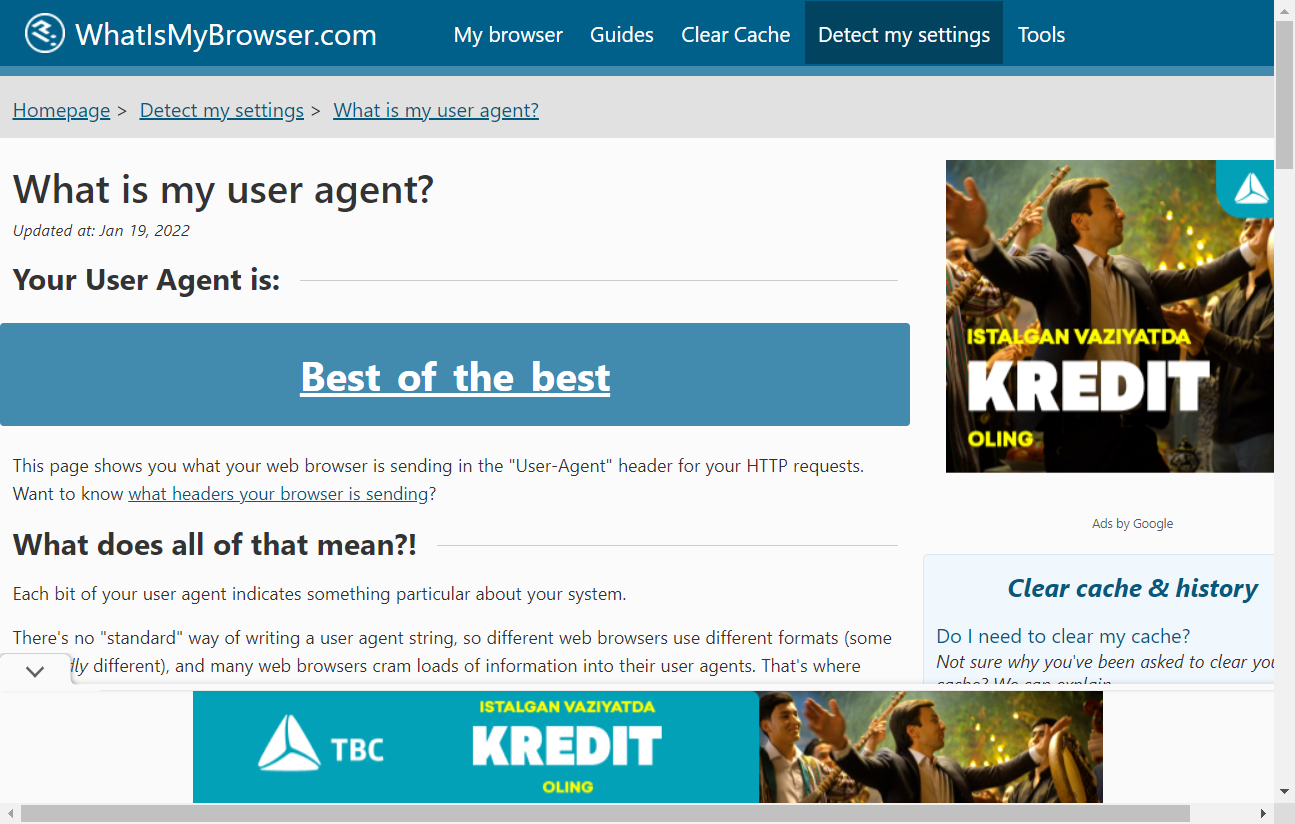 WhatIsMyBrowser.com
My browser Guides Clear Cache Detect my settings Tools
Homepage > Detect my settings > What is my user agent?
What is my user agent?
Updated at: Jan 19, 2022
Your User Agent is:
Best of the best
This page shows you what your web browser is sending in the "User-Agent" header for your HTTP requests.
Want to know what headers your browser is sending?
What does all of that mean?!
Each bit of your user agent indicates something particular about your system.
There's no "standard" way of writing a user agent string, so different web browsers use different formats (some
different), and many web browsers cram loads of information into their user agents. That's where
ISTALGAN VAZIYATDA
KREDIT
OLING
Ads by Google
Clear cache & history
Do I need to clear my cache?
Not sure why you've been asked to clear
cache? We can explain
TBC
ISTALGAN VAZIYATDA
KREDIT
OLING